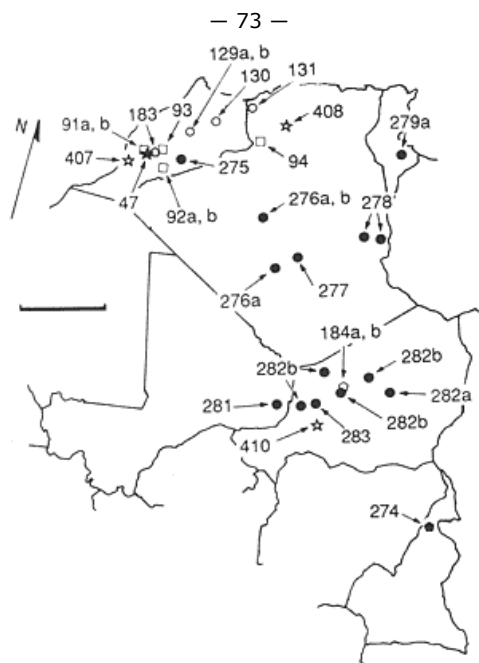 — 73 —
129a, b
130
131
N
183
93
408
91a, b
279a
407
275
94
47
92a, b
276a, b
278
276a
277
184a, b
282b
282b
281
282a
282b
283
410
274